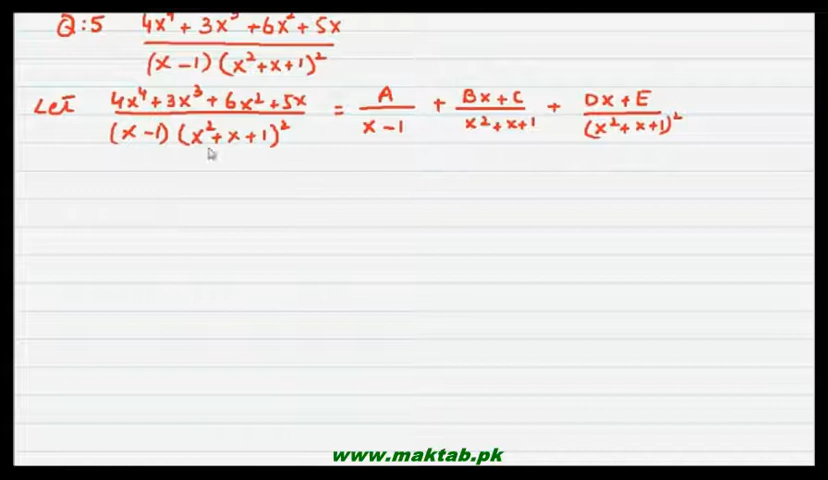 Q:5 4x⁴ + 3x³ + 6x² + 5x
(x - 1) (x² + x + 1)²
Let 4x⁴ + 3x³ + 6x² + 5x / (x - 1) (x² + x + 1)² = A / x - 1 + Bx + C / x² + x + 1 + Dx + E / (x² + x + 1)²
www.maktab.pk